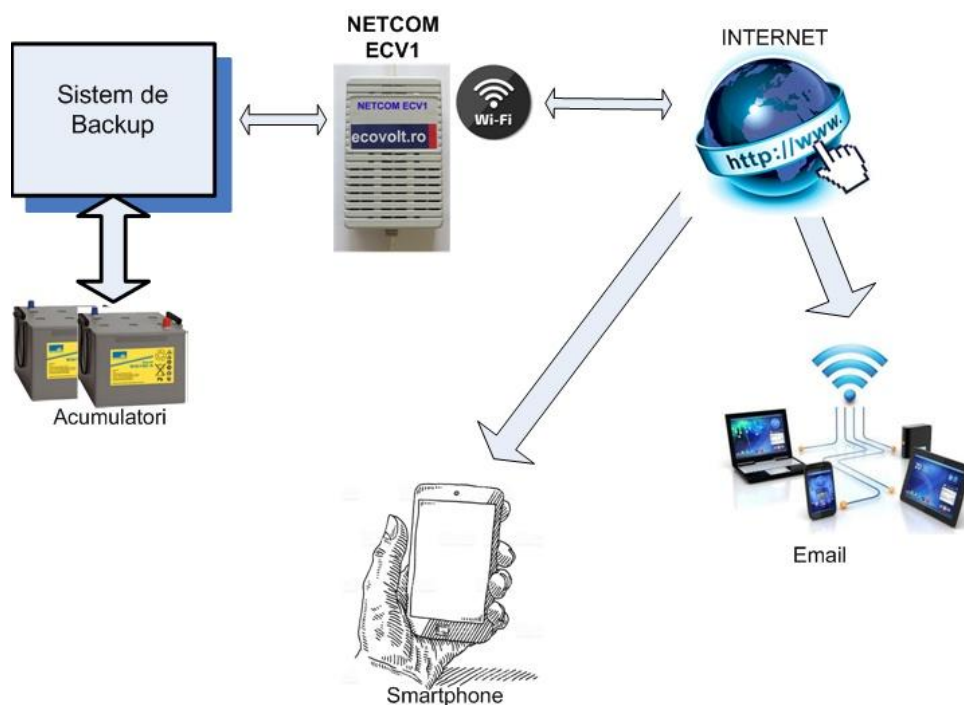 NETCOM
ECV1
INTERNET
Sistem de
Backup
NETCOM ECV1
ecovolt.ro
Wi-Fi
http://www.
Acumulatori
Email
Smartphone